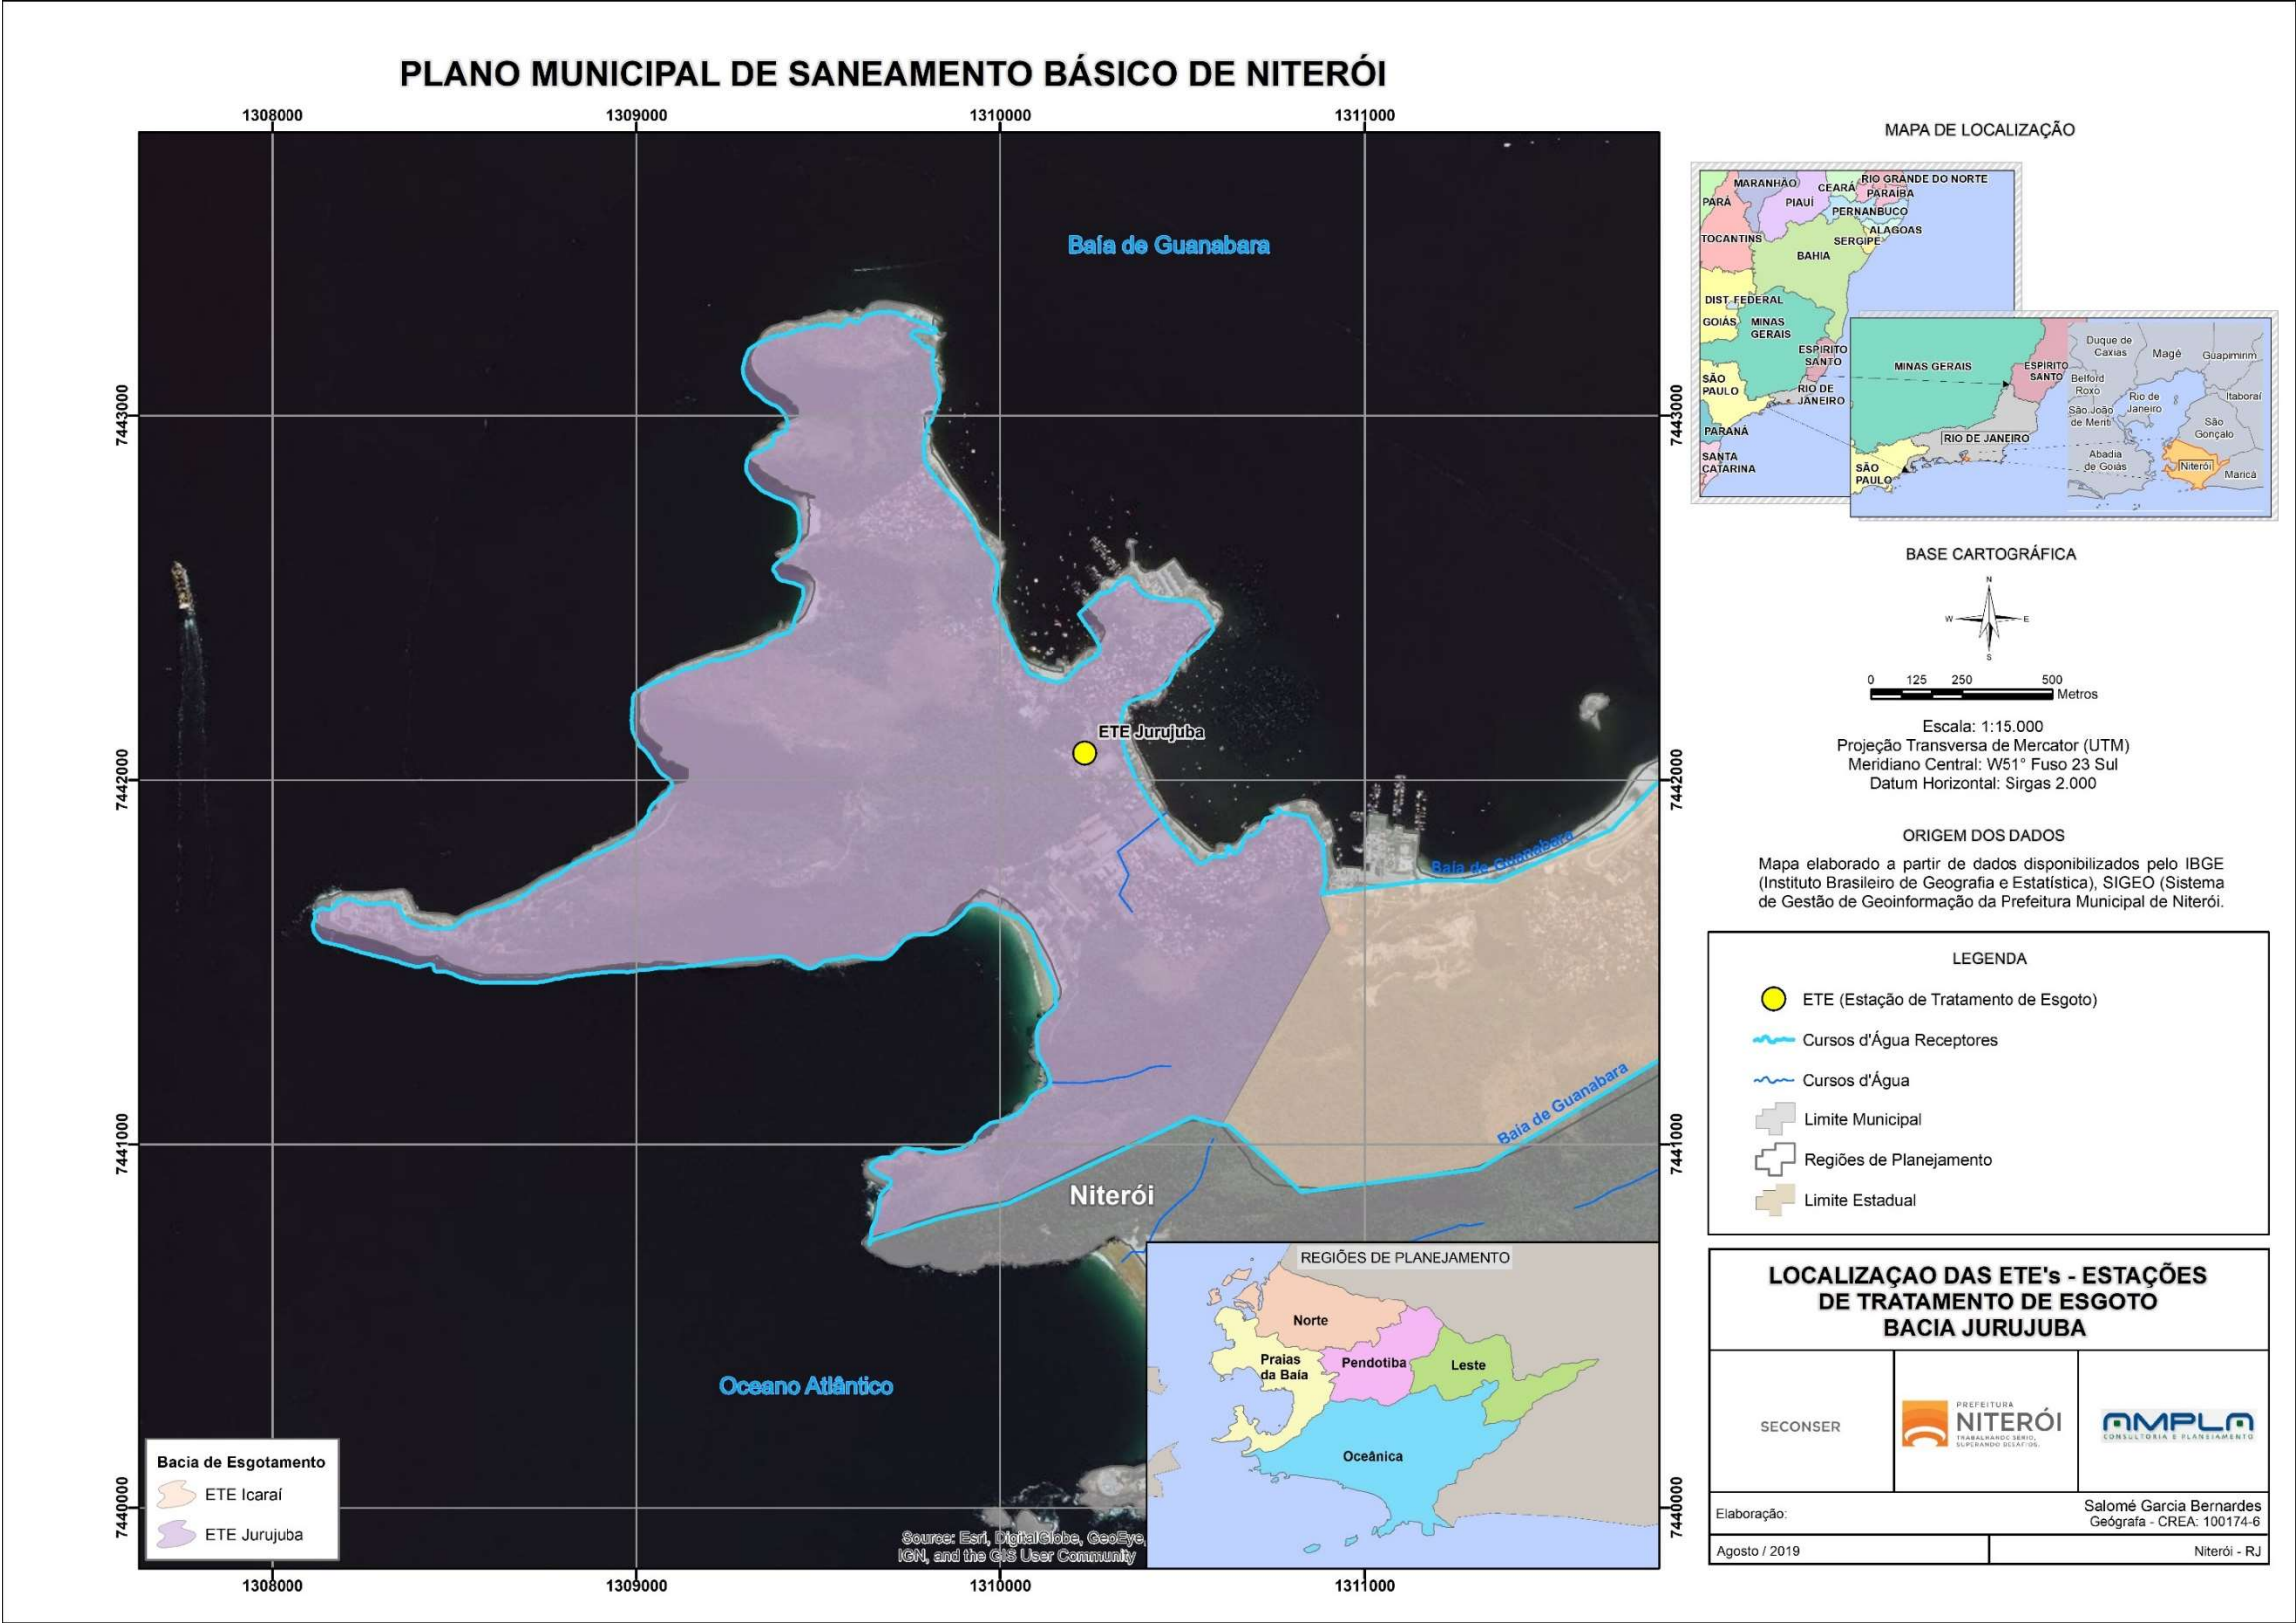 PLANO MUNICIPAL DE SANEAMENTO BÁSICO DE NITERÓI
1308000
1309000
1310000
1311000
7443000
7442000
7441000
7440000
7443000
7442000
7441000
7440000
1308000
1309000
1310000
1311000
Baía de Guanabara
ETE Jurujuba
Baía de Guanabara
Baía de Guanabara
Niterói
Oceano Atlântico
Source: Esri, DigitalGlobe, GeoEye,
IGN, and the GIS User Community
Bacia de Esgotamento
ETE Icaraí
ETE Jurujuba
REGIÕES DE PLANEJAMENTO
Norte
Praias
da Baía
Pendotiba
Leste
Oceânica
MAPA DE LOCALIZAÇÃO
MARANHÃO
CEARÁ
RIO GRANDE DO NORTE
PARAÍBA
PARÁ
PIAUÍ
PERNANBUCO
ALAGOAS
TOCANTINS
SERGIPE
BAHIA
DIST FEDERAL
GOIÁS
MINAS
GERAIS
ESPIRITO
SANTO
SÃO
PAULO
RIO DE
JANEIRO
PARANÁ
SANTA
CATARINA
MINAS GERAIS
ESPIRITO
SANTO
RIO DE JANEIRO
SÃO
PAULO
Duque de
Caxias
Magé
Guapimirim
Belford
Roxo
Rio de
Janeiro
Itaboraí
São João
de Meriti
São
Gonçalo
Abadia
de Goiás
Niterói
Maricá
BASE CARTOGRÁFICA
N
W
E
S
0 125 250 500
Metros
Escala: 1:15.000
Projeção Transversa de Mercator (UTM)
Meridiano Central: W51° Fuso 23 Sul
Datum Horizontal: Sirgas 2.000
ORIGEM DOS DADOS
Mapa elaborado a partir de dados disponibilizados pelo IBGE
(Instituto Brasileiro de Geografia e Estatística), SIGEO (Sistema
de Gestão de Geoinformação da Prefeitura Municipal de Niterói.
LEGENDA
ETE (Estação de Tratamento de Esgoto)
Cursos d'Água Receptores
Cursos d'Água
Limite Municipal
Regiões de Planejamento
Limite Estadual
LOCALIZAÇAO DAS ETE's - ESTAÇÕES
DE TRATAMENTO DE ESGOTO
BACIA JURUJUBA
SECONSER
PREFEITURA
NITERÓI
TRABALHANDO SÉRIO,
SUPERANDO DESAFIOS.
AMPLA
CONSULTORIA E PLANEJAMENTO
Elaboração:
Salomé Garcia Bernardes
Geógrafa - CREA: 100174-6
Agosto / 2019
Niterói - RJ